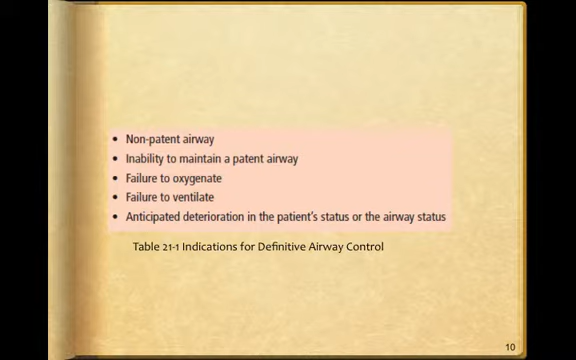 • Non-patent airway
• Inability to maintain a patent airway
• Failure to oxygenate
• Failure to ventilate
• Anticipated deterioration in the patient's status or the airway status
Table 21-1 Indications for Definitive Airway Control
10